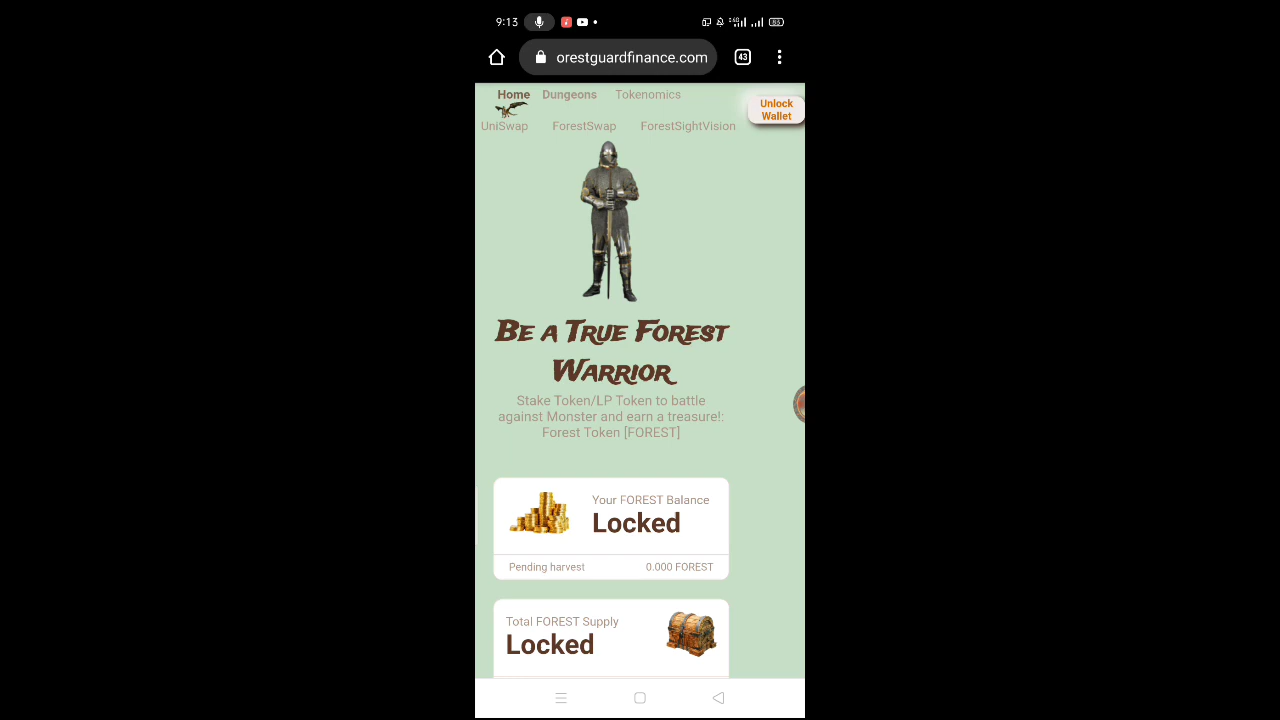 9:13
orestguardfinance.com
43
Home Dungeons Tokenomics
Unlock
Wallet
UniSwap ForestSwap ForestSightVision
Be a True Forest
Warrior
Stake Token/LP Token to battle
against Monster and earn a treasure!:
Forest Token [FOREST]
Your FOREST Balance
Locked
Pending harvest 0.000 FOREST
Total FOREST Supply
Locked